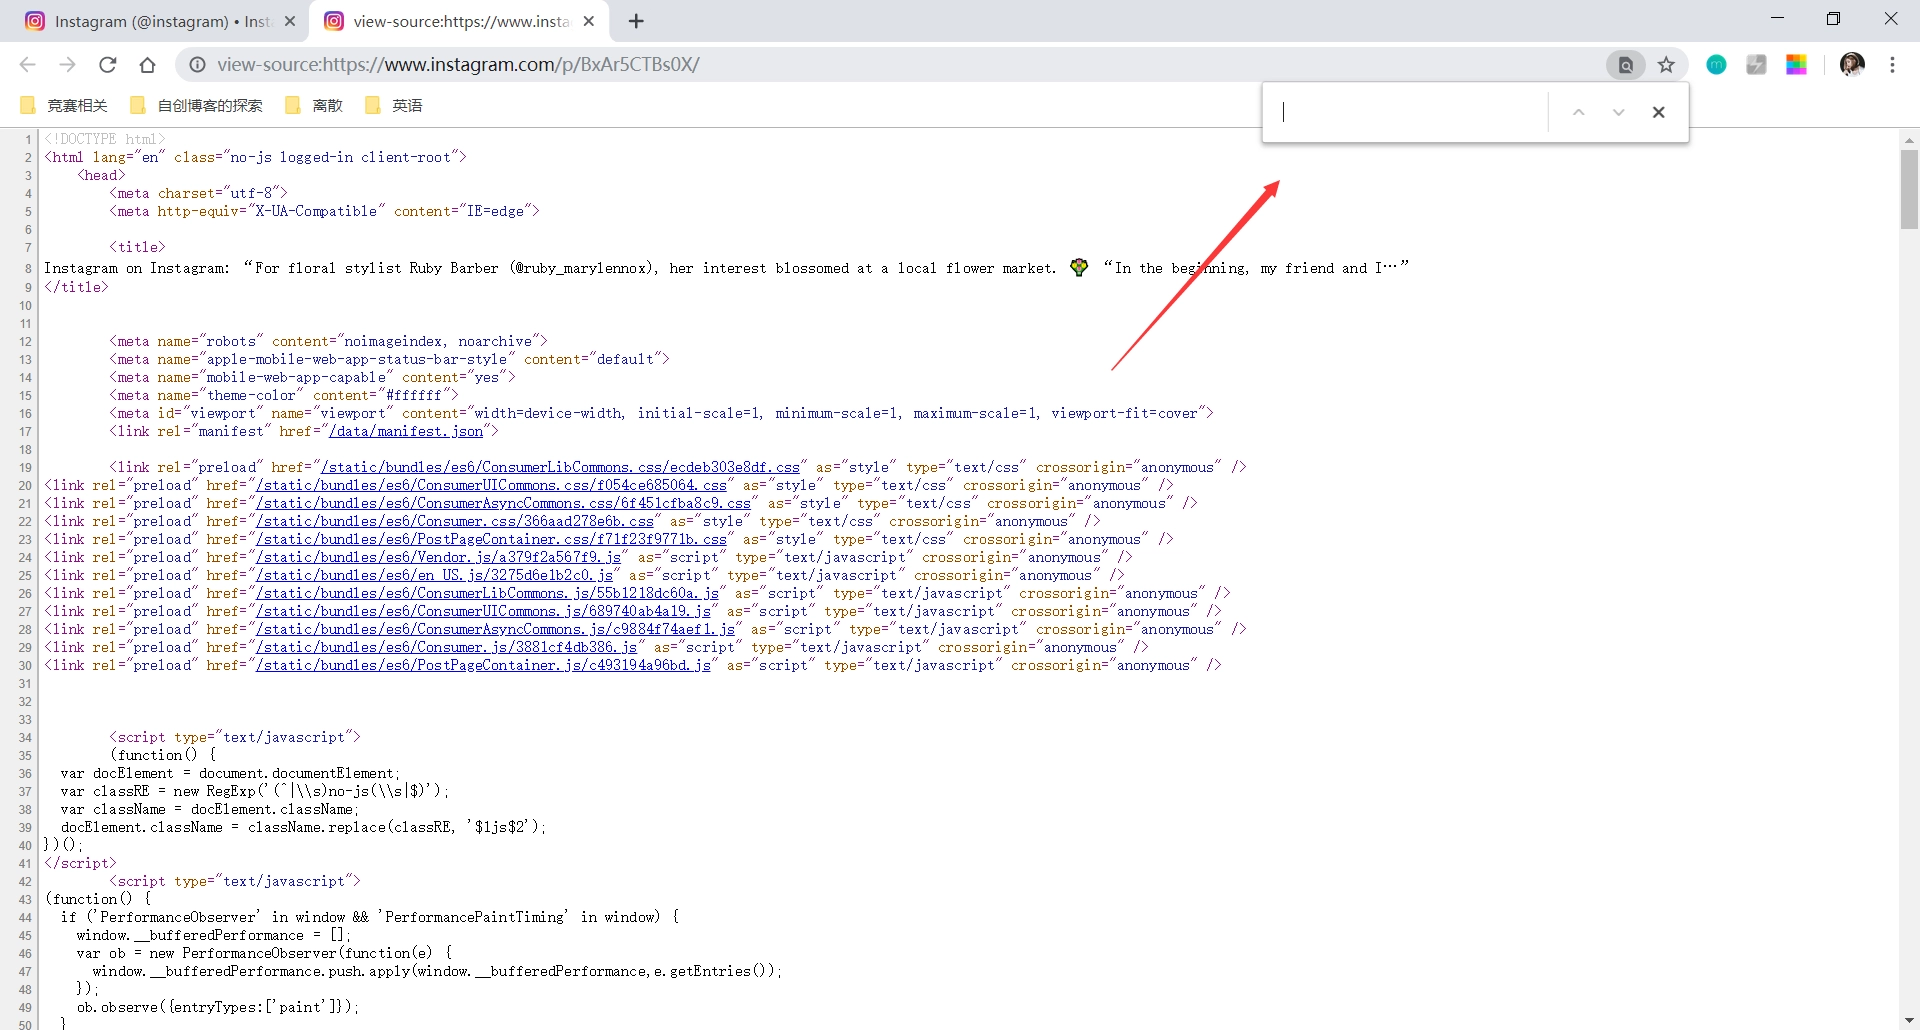 Instagram (@instagram) • Inst
view-source:https://www.insta
view-source:https://www.instagram.com/p/BxAr5CTBs0X/
竞赛相关
自创博客的探索
离散
英语
1 <!DOCTYPE html>
2 <html lang="en" class="no-js logged-in client-root">
3 <head>
4 <meta charset="utf-8">
5 <meta http-equiv="X-UA-Compatible" content="IE=edge">
6
7 <title>
8 Instagram on Instagram: “For floral stylist Ruby Barber (@ruby_marylennox), her interest blossomed at a local flower market. 💐 “In the beginning, my friend and I…”
9 </title>
10
11
12 <meta name="robots" content="noimageindex, noarchive">
13 <meta name="apple-mobile-web-app-status-bar-style" content="default">
14 <meta name="mobile-web-app-capable" content="yes">
15 <meta name="theme-color" content="#ffffff">
16 <meta id="viewport" name="viewport" content="width=device-width, initial-scale=1, minimum-scale=1, maximum-scale=1, viewport-fit=cover">
17 <link rel="manifest" href="/data/manifest.json">
18
19 <link rel="preload" href="/static/bundles/es6/ConsumerLibCommons.css/ecdeb303e8df.css" as="style" type="text/css" crossorigin="anonymous" />
20 <link rel="preload" href="/static/bundles/es6/ConsumerUICommons.css/f054ce685064.css" as="style" type="text/css" crossorigin="anonymous" />
21 <link rel="preload" href="/static/bundles/es6/ConsumerAsyncCommons.css/6f451cfba8c9.css" as="style" type="text/css" crossorigin="anonymous" />
22 <link rel="preload" href="/static/bundles/es6/Consumer.css/366aad278e6b.css" as="style" type="text/css" crossorigin="anonymous" />
23 <link rel="preload" href="/static/bundles/es6/PostPageContainer.css/f71f23f9771b.css" as="style" type="text/css" crossorigin="anonymous" />
24 <link rel="preload" href="/static/bundles/es6/Vendor.js/a379f2a567f9.js" as="script" type="text/javascript" crossorigin="anonymous" />
25 <link rel="preload" href="/static/bundles/es6/en_US.js/3275d6e1b2c0.js" as="script" type="text/javascript" crossorigin="anonymous" />
26 <link rel="preload" href="/static/bundles/es6/ConsumerLibCommons.js/55b1218dc60a.js" as="script" type="text/javascript" crossorigin="anonymous" />
27 <link rel="preload" href="/static/bundles/es6/ConsumerUICommons.js/689740ab4a19.js" as="script" type="text/javascript" crossorigin="anonymous" />
28 <link rel="preload" href="/static/bundles/es6/ConsumerAsyncCommons.js/c9884f74aef1.js" as="script" type="text/javascript" crossorigin="anonymous" />
29 <link rel="preload" href="/static/bundles/es6/Consumer.js/3881cf4db386.js" as="script" type="text/javascript" crossorigin="anonymous" />
30 <link rel="preload" href="/static/bundles/es6/PostPageContainer.js/c493194a96bd.js" as="script" type="text/javascript" crossorigin="anonymous" />
31
32
33
34 <script type="text/javascript">
35 (function() {
36 var docElement = document.documentElement;
37 var classRE = new RegExp('(^|\\s)no-js(\\s|$)');
38 var className = docElement.className;
39 docElement.className = className.replace(classRE, '$1js$2');
40 })();
41 </script>
42 <script type="text/javascript">
43 (function() {
44 if ('PerformanceObserver' in window && 'PerformancePaintTiming' in window) {
45 window.__bufferedPerformance = [];
46 var ob = new PerformanceObserver(function(e) {
47 window.__bufferedPerformance.push.apply(window.__bufferedPerformance,e.getEntries());
48 });
49 ob.observe({entryTypes:['paint']});
50 }